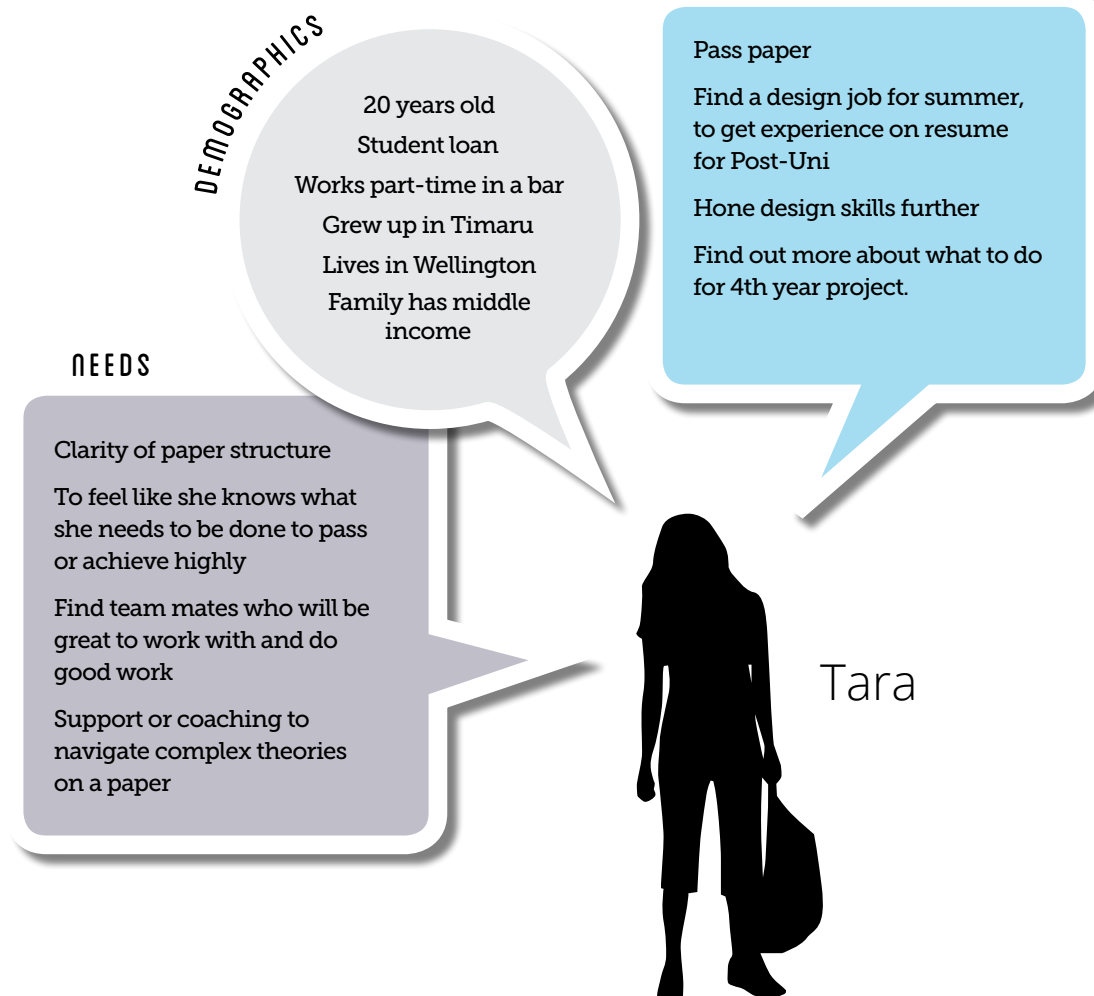 DEMOGRAPHICS
20 years old
Student loan
Works part-time in a bar
Grew up in Timaru
Lives in Wellington
Family has middle
income
Pass paper
Find a design job for summer,
to get experience on resume
for Post-Uni
Hone design skills further
Find out more about what to do
for 4th year project.
NEEDS
Clarity of paper structure
To feel like she knows what
she needs to be done to pass
or achieve highly
Find team mates who will be
great to work with and do
good work
Support or coaching to
navigate complex theories
on a paper
Tara